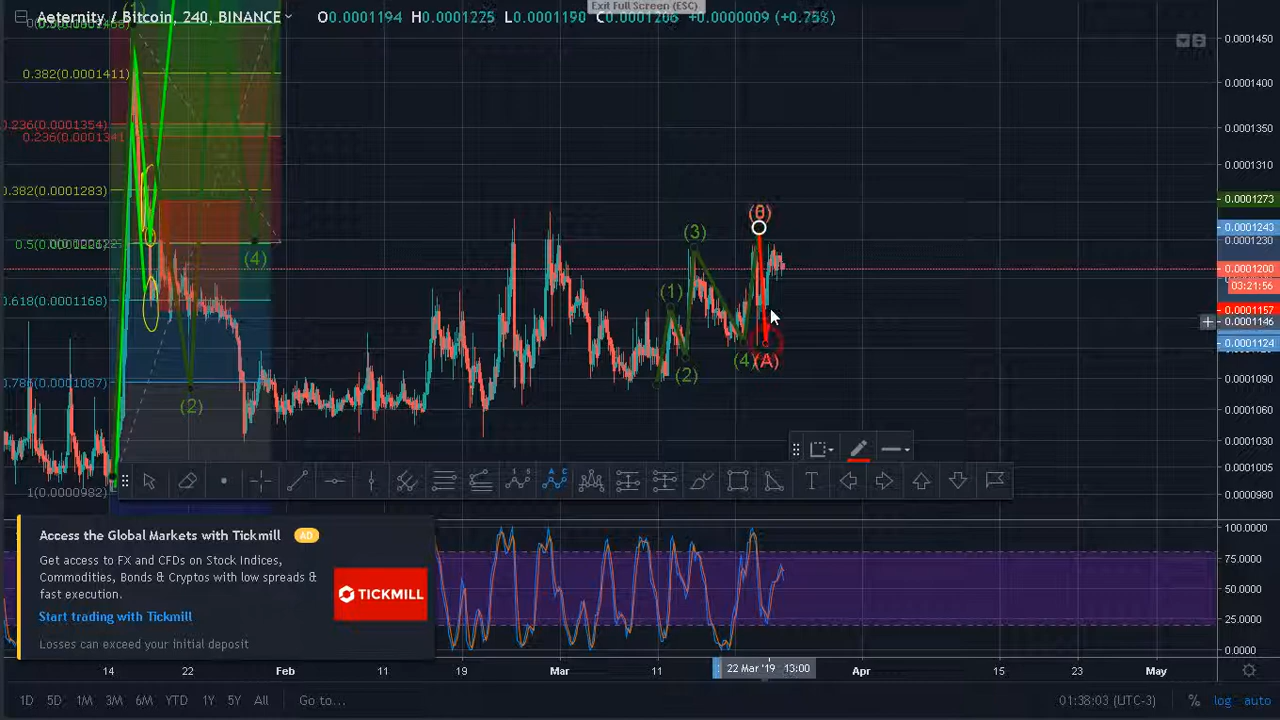 Exit Full Screen (ESC)
Aeternity / Bitcoin, 240, BINANCE
O0.0001194 H0.0001225 L0.0001190 C0.0001206 +0.0000009 (+0.75%)
0.382(0.0001411)
0.236(0.0001354)
0.236(0.0001341)
0.382(0.0001283)
0.618(0.0001168)
0.786(0.0001087)
1(0.0000982)
(4)
(2)
(1)
(2)
(3)
(4)
(A)
0.0001450
0.0001400
0.0001350
0.0001310
0.0001273
0.0001243
0.0001230
0.0001200
03:21:56
0.0001157
0.0001146
0.0001124
0.0001090
0.0001060
0.0001030
0.0001005
0.0000980
T
Access the Global Markets with Tickmill AD
Get access to FX and CFDs on Stock Indices,
Commodities, Bonds & Cryptos with low spreads &
fast execution.
Start trading with Tickmill
Losses can exceed your initial deposit
TICKMILL
100.0000
75.0000
50.0000
25.0000
0.0000
14 22 Feb 11 19 Mar 11 22 Mar '19 13:00 Apr 15 23 May
1D 5D 1M 3M 6M YTD 1Y 5Y All Go to... 01:38:03 (UTC-3) % log auto